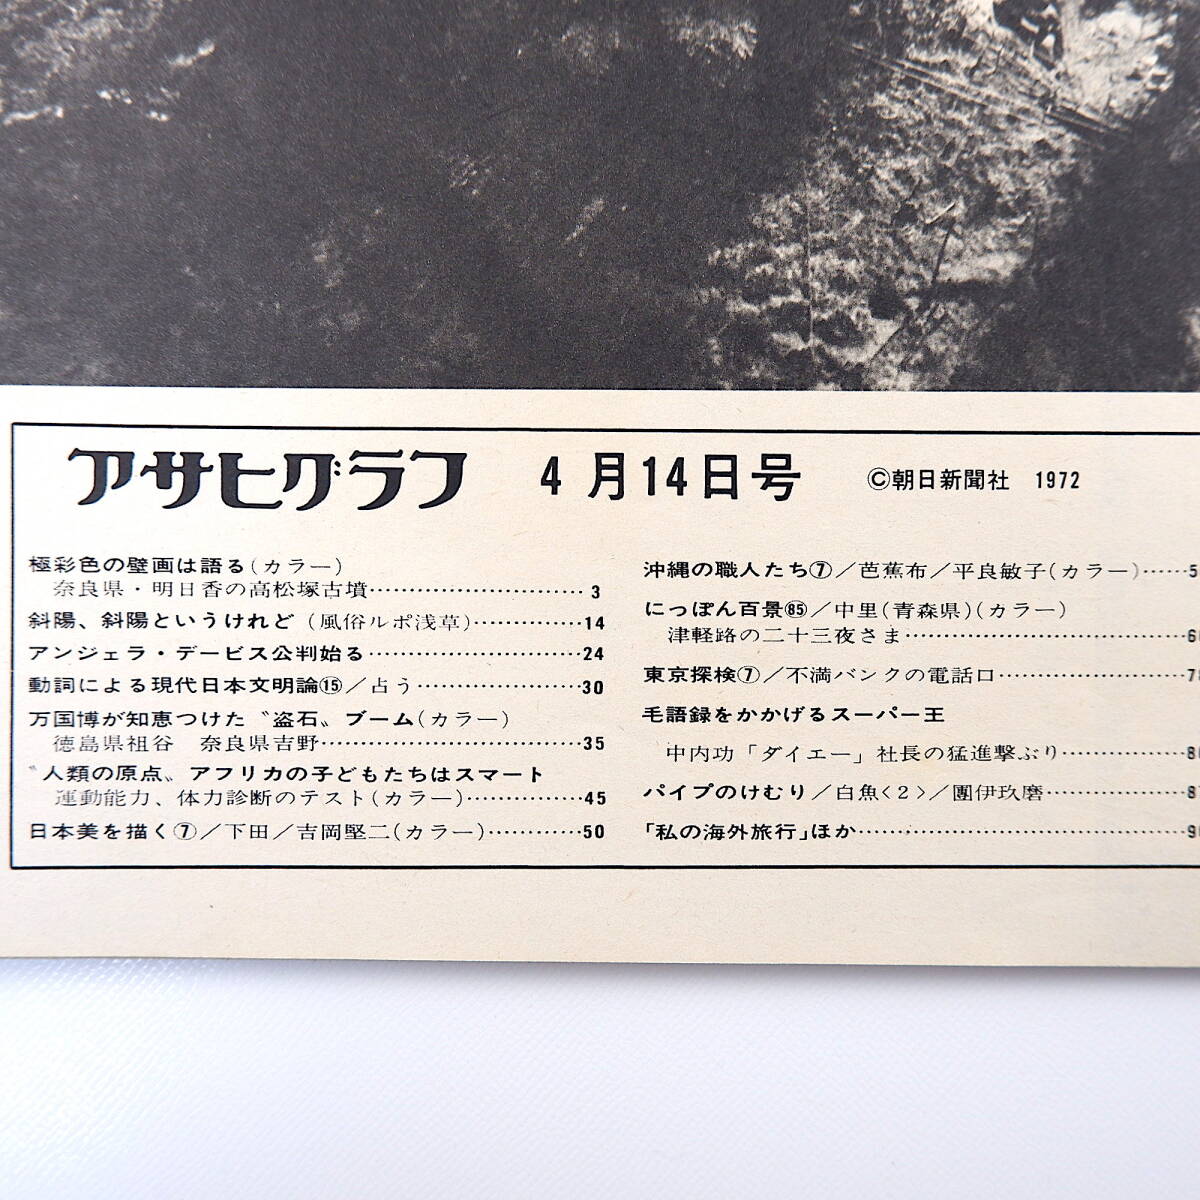 アサヒグラフ 4月14日号 ©朝日新聞社 1972
極彩色の壁画は語る(カラー)
奈良県・明日香の高松塚古墳…………………………3
斜陽、斜陽というけれど(風俗ルポ浅草)……………14
アンジェラ・デービス公判始る…………………………24
動詞による現代日本文明論⑮/占う……………………30
万国博が知恵つけた〝盗石〟ブーム(カラー)
徳島県祖谷 奈良県吉野…………………………………35
〝人類の原点〟アフリカの子どもたちはスマート
運動能力、体力診断のテスト(カラー)………………45
日本美を描く⑦/下田/吉岡堅二(カラー)……………50
沖縄の職人たち⑦/芭蕉布/平良敏子(カラー)……5
にっぽん百景85/中里(青森県)(カラー)
津軽路の二十三夜さま……………………………………6
東京探検⑦/不満バンクの電話口………………………7
毛語録をかかげるスーパー王
中内功「ダイエー」社長の猛進撃ぶり…………………8
パイプのけむり/白魚〈2〉/團伊玖磨…………………8
「私の海外旅行」ほか………………………………………9